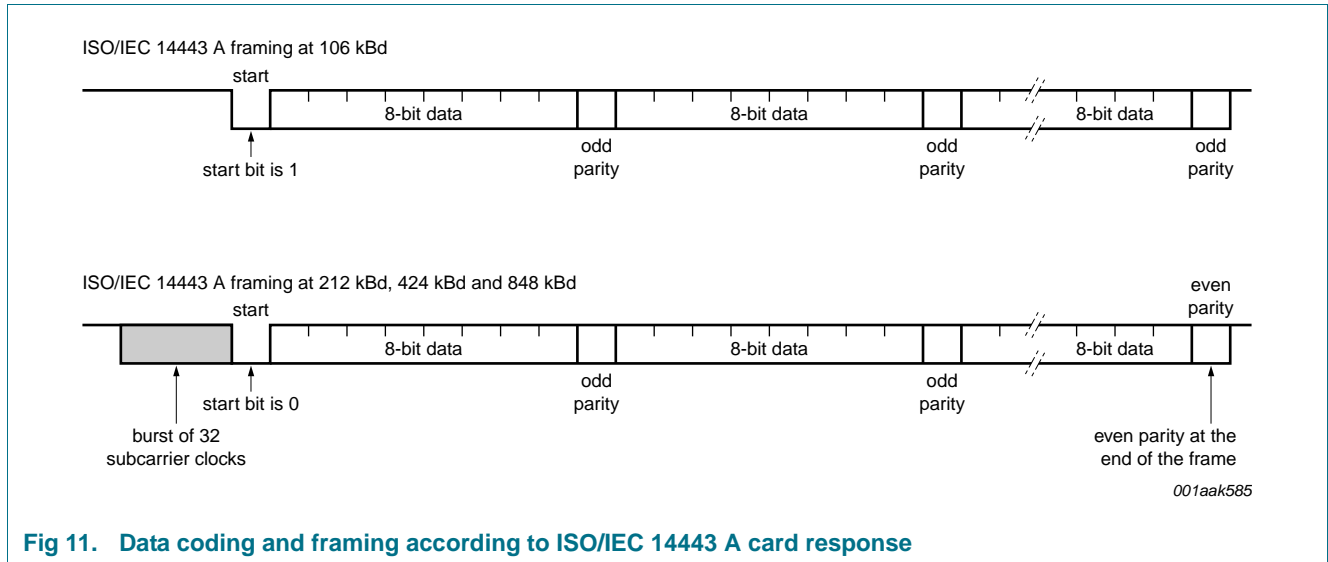 ISO/IEC 14443 A framing at 106 kBd
start
8-bit data
8-bit data
8-bit data
start bit is 1
odd
parity
odd
parity
odd
parity
ISO/IEC 14443 A framing at 212 kBd, 424 kBd and 848 kBd
start
even
parity
8-bit data
8-bit data
8-bit data
start bit is 0
odd
parity
odd
parity
burst of 32
subcarrier clocks
even parity at the
end of the frame
001aak585
Fig 11. Data coding and framing according to ISO/IEC 14443 A card response